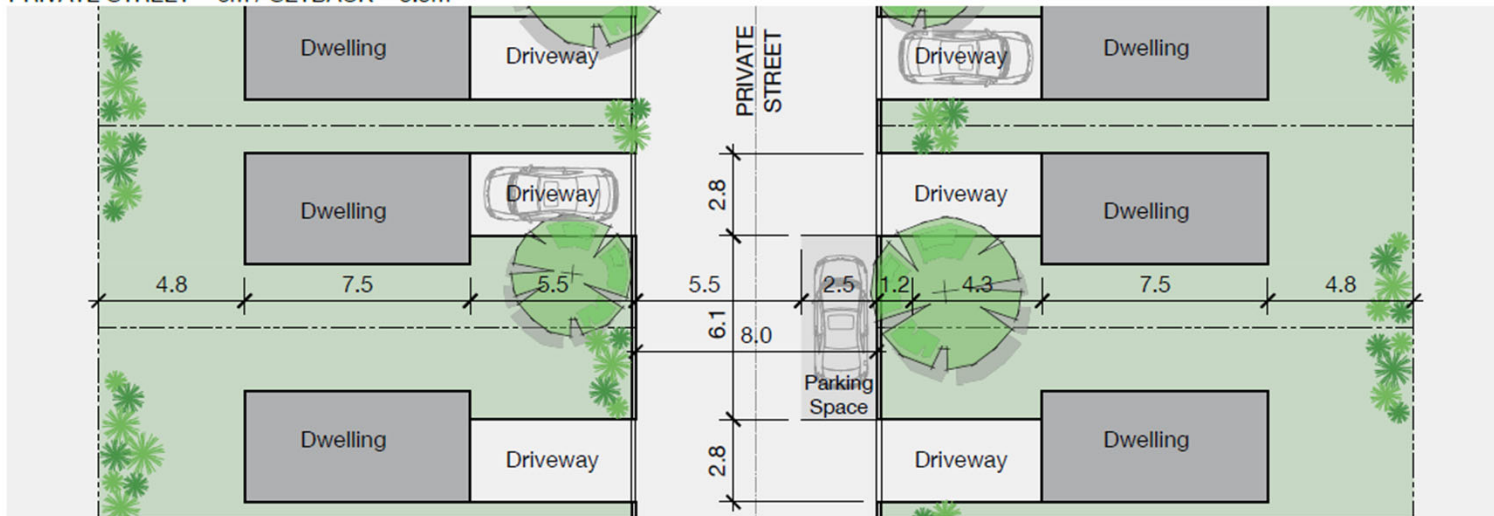 Dwelling
Driveway
PRIVATE
STREET
Driveway
Dwelling
Dwelling
Driveway
2.8
Driveway
Dwelling
4.8
7.5
5.5
5.5
2.5
1.2
4.3
7.5
4.8
6.1
8.0
Parking
Space
Dwelling
Driveway
2.8
Driveway
Dwelling